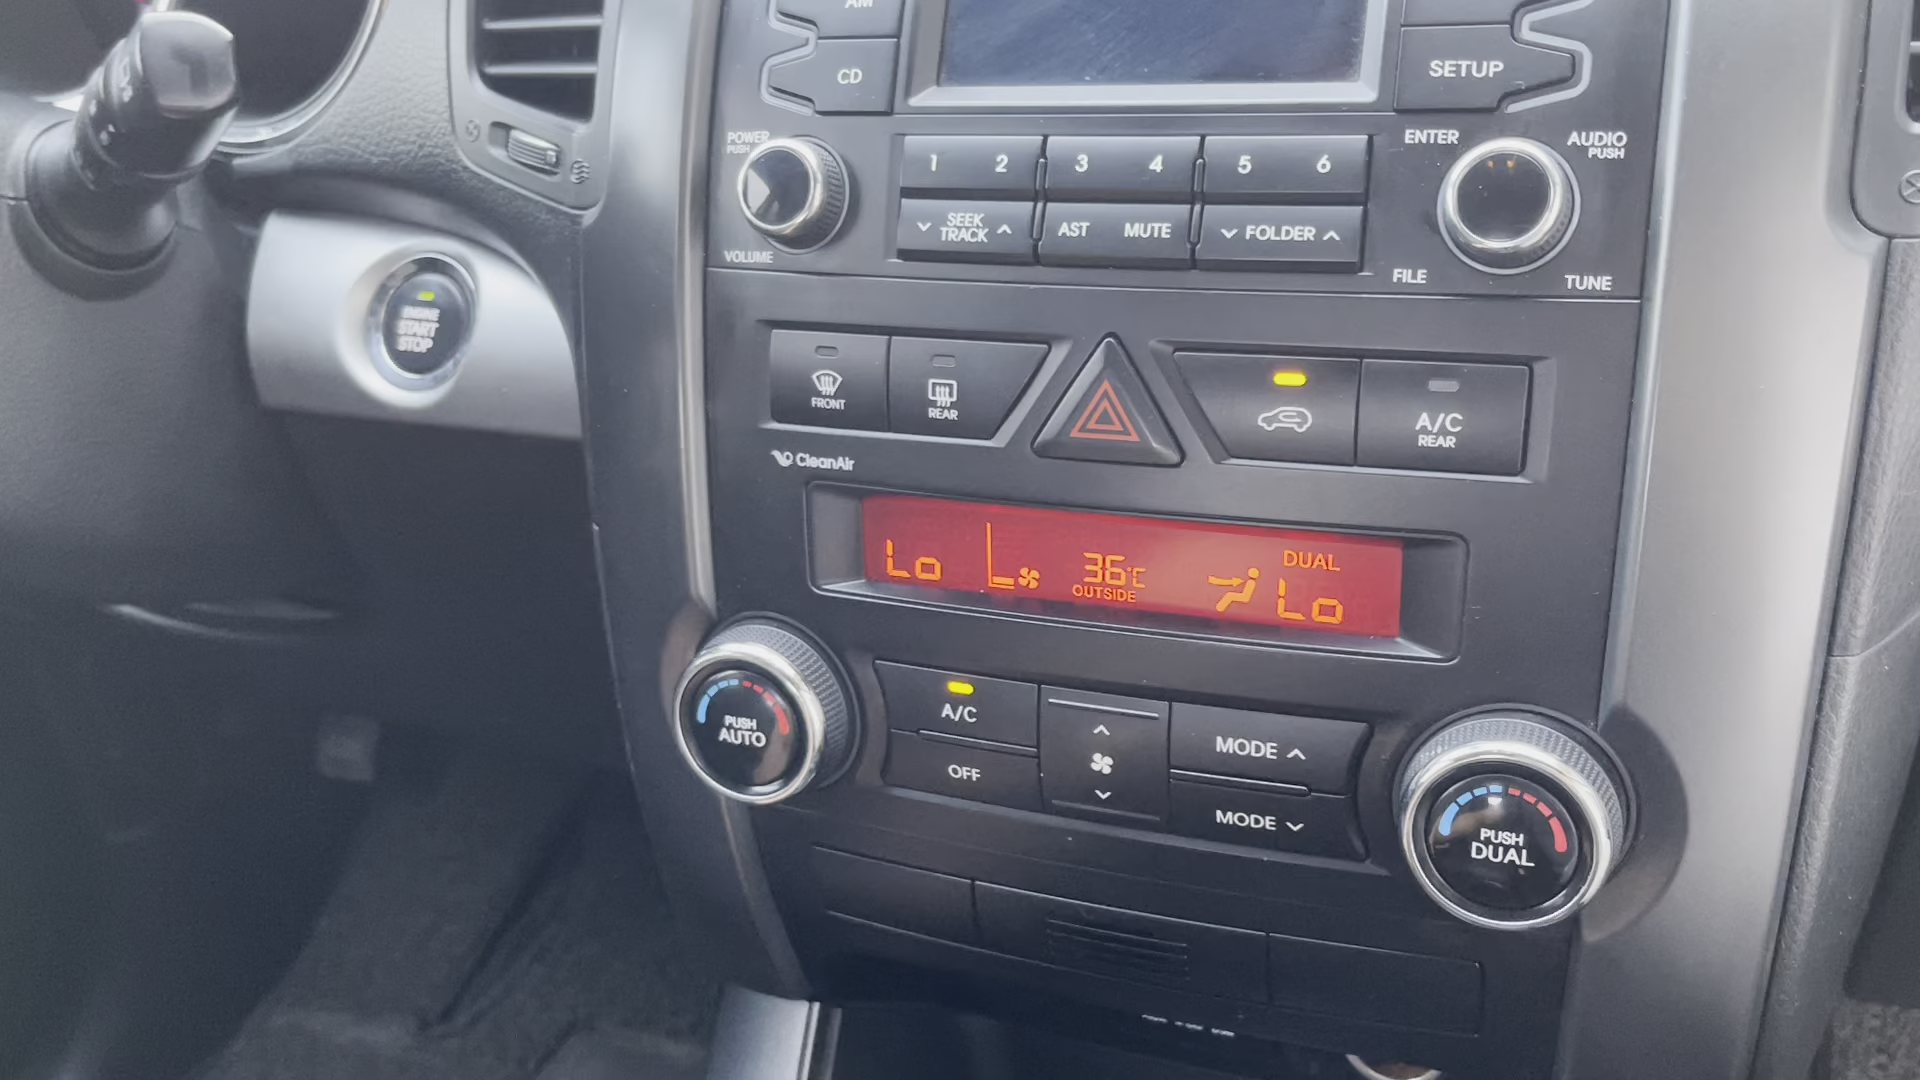 AM
CD
SETUP
POWER
PUSH
VOLUME
1 2 3 4 5 6
SEEK
TRACK
AST MUTE
FOLDER
ENTER
AUDIO
PUSH
FILE
TUNE
ENGINE
START
STOP
FRONT
REAR
A/C
REAR
CleanAir
Lo
36°C
OUTSIDE
DUAL
Lo
PUSH
AUTO
A/C
OFF
MODE
MODE
PUSH
DUAL